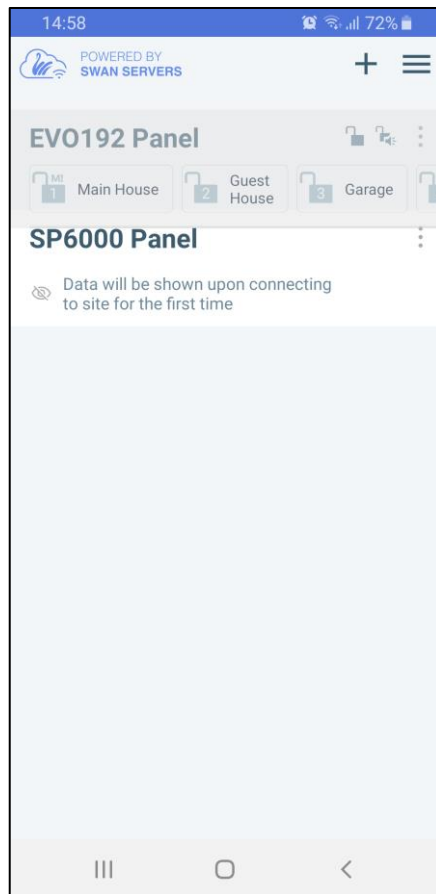 14:58
72%
POWERED BY
SWAN SERVERS
EVO192 Panel
M!
1
Main House
2
Guest
House
3
Garage
SP6000 Panel
Data will be shown upon connecting
to site for the first time